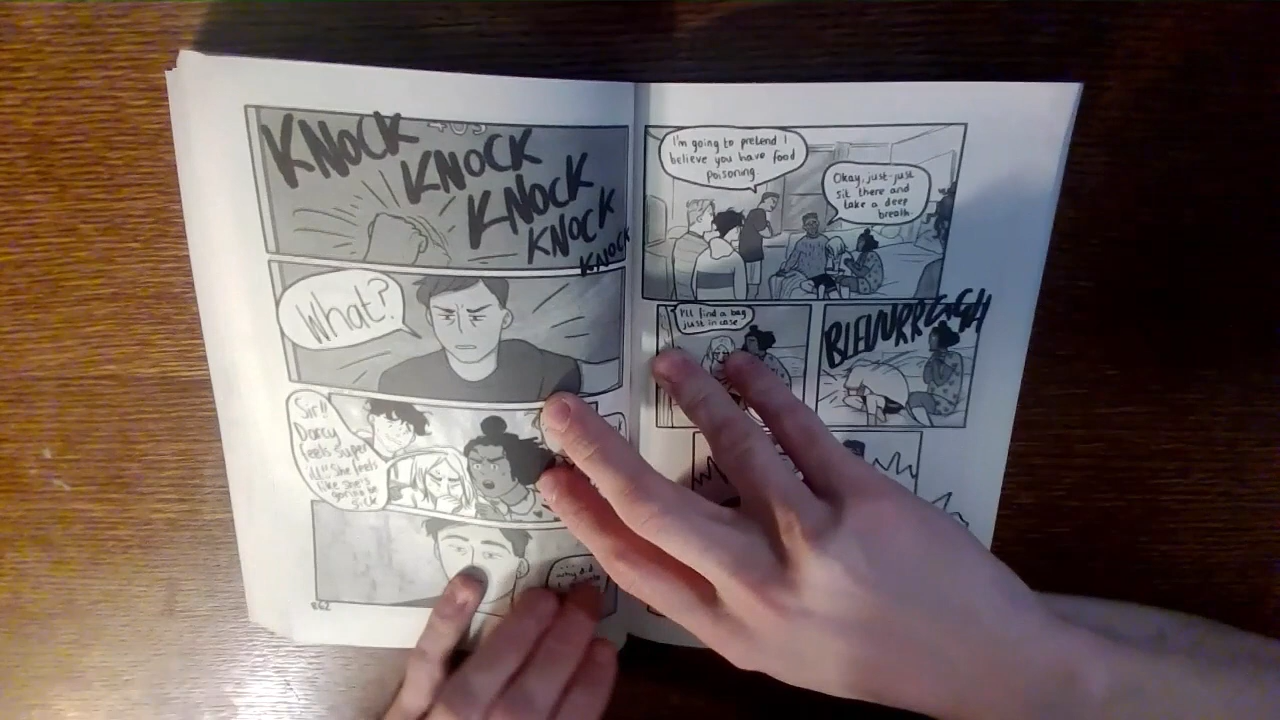 KNOCK
KNOCK
KNOCK
KNOCK
KNOCK
What?
Sir!!
Darcy
feels super
ill!! She feels
like she's
gonna be
sick
862
I'm going to pretend I
believe you have food
poisoning.
Okay, just-just
sit there and
take a deep
breath.
I'll find a bag
just in case